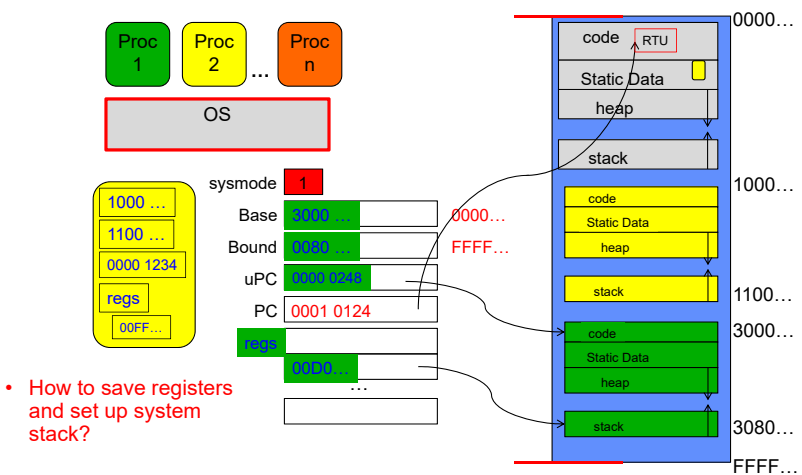 Proc
1
Proc
2
...
Proc
n
OS
1000 …
1100 …
0000 1234
regs
00FF…
sysmode 1
Base 3000 … 0000…
Bound 0080 … FFFF…
uPC 0000 0248
PC 0001 0124
regs
00D0…
…
• How to save registers
and set up system
stack?
code RTU
Static Data
heap
stack
code
Static Data
heap
stack
code
Static Data
heap
stack
0000…
1000…
1100…
3000…
3080…
FFFF…